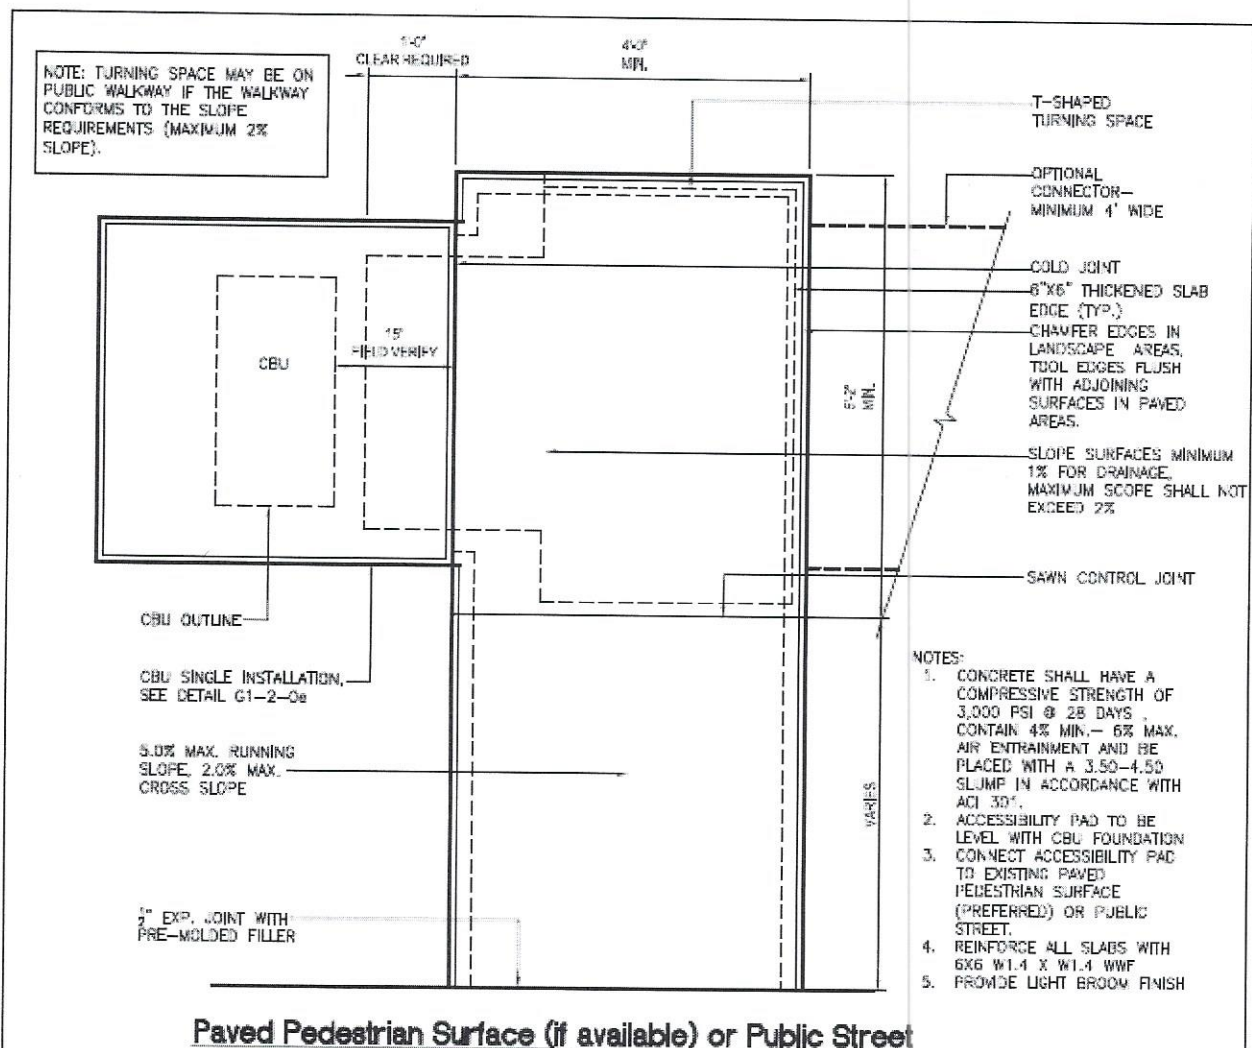 NOTE: TURNING SPACE MAY BE ON
PUBLIC WALKWAY IF THE WALKWAY
CONFORMS TO THE SLOPE
REQUIREMENTS (MAXIMUM 2%
SLOPE).
CLEAR REQUIRED
4'-0"
MIN.
T-SHAPED
TURNING SPACE
OPTIONAL
CONNECTOR—
MINIMUM 4' WIDE
COLD JOINT
6"X6" THICKENED SLAB
EDGE (TYP.)
CHAMFER EDGES IN
LANDSCAPE AREAS,
TOOL EDGES FLUSH
WITH ADJOINING
SURFACES IN PAVED
AREAS.
15"
FIELD VERIFY
CBU
MIN.
SLOPE SURFACES MINIMUM
1% FOR DRAINAGE,
MAXIMUM SCOPE SHALL NOT
EXCEED 2%
SAWN CONTROL JOINT
CBU OUTLINE
CBU SINGLE INSTALLATION,
SEE DETAIL G1-2-0e
5.0% MAX. RUNNING
SLOPE, 2.0% MAX.
CROSS SLOPE
VARIES
1/2" EXP. JOINT WITH
PRE-MOLDED FILLER
NOTES:
1. CONCRETE SHALL HAVE A
COMPRESSIVE STRENGTH OF
3,000 PSI @ 28 DAYS ,
CONTAIN 4% MIN.- 6% MAX.
AIR ENTRAINMENT AND BE
PLACED WITH A 3.50-4.50
SLUMP IN ACCORDANCE WITH
ACI 301.
2. ACCESSIBILITY PAD TO BE
LEVEL WITH CBU FOUNDATION
3. CONNECT ACCESSIBILITY PAD
TO EXISTING PAVED
PEDESTRIAN SURFACE
(PREFERRED) OR PUBLIC
STREET.
4. REINFORCE ALL SLABS WITH
6X6 W1.4 X W1.4 WWF
5. PROVIDE LIGHT BROOM FINISH
Paved Pedestrian Surface (if available) or Public Street